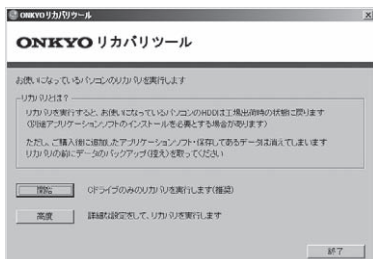 ONKYO リカバリツール
ONKYO リカバリツール
お使いになっているパソコンのリカバリを実行します
リカバリとは？
リカバリを実行すると、お使いになっているパソコンのHDDは工場出荷時の状態に戻ります
(別途アプリケーションソフトのインストールを必要とする場合があります)
ただし、ご購入後に追加したアプリケーションソフト・保存してあるデータは消えてしまいます
リカバリの前にデータのバックアップ(控え)を取ってください
開始
Cドライブのみのリカバリを実行します(推奨)
高度
詳細な設定をして、リカバリを実行します
終了